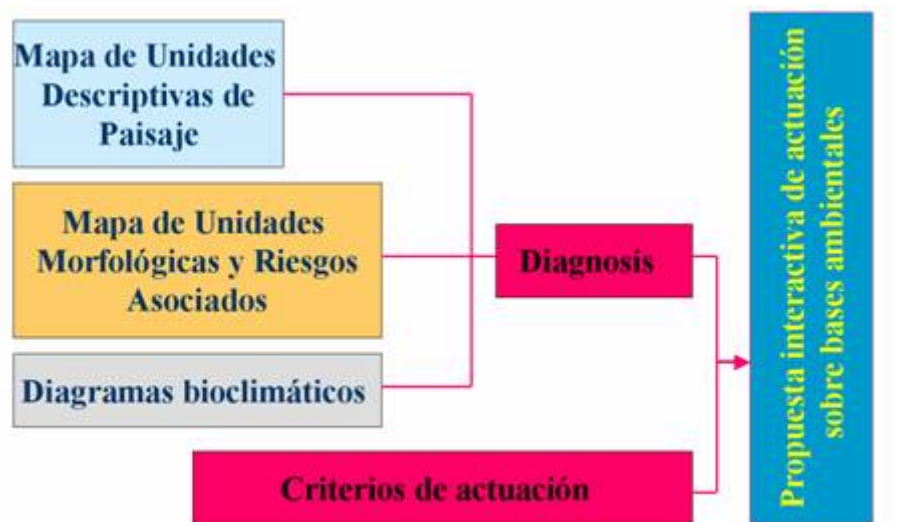 Mapa de Unidades
Descriptivas de
Paisaje
Mapa de Unidades
Morfológicas y Riesgos
Asociados
Diagramas bioclimáticos
Diagnosis
Criterios de actuación
Propuesta interactiva de actuación
sobre bases ambientales